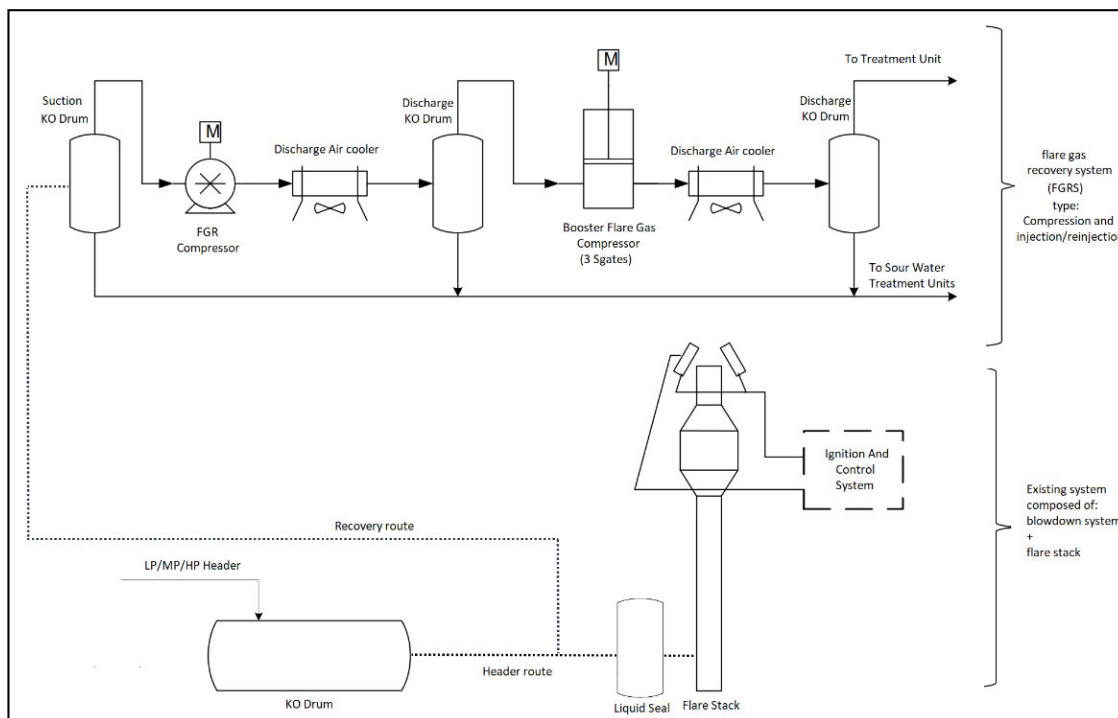 To Treatment Unit
Suction
KO Drum
M
Discharge Air cooler
FGR
Compressor
Discharge
KO Drum
M
Booster Flare Gas
Compressor
(3 Sgates)
Discharge Air cooler
Discharge
KO Drum
To Sour Water
Treatment Units
flare gas
recovery system
(FGRS)
type:
Compression and
injection/reinjection
Ignition And
Control
System
Existing system
composed of:
blowdown system
+
flare stack
Recovery route
LP/MP/HP Header
Header route
KO Drum
Liquid Seal
Flare Stack